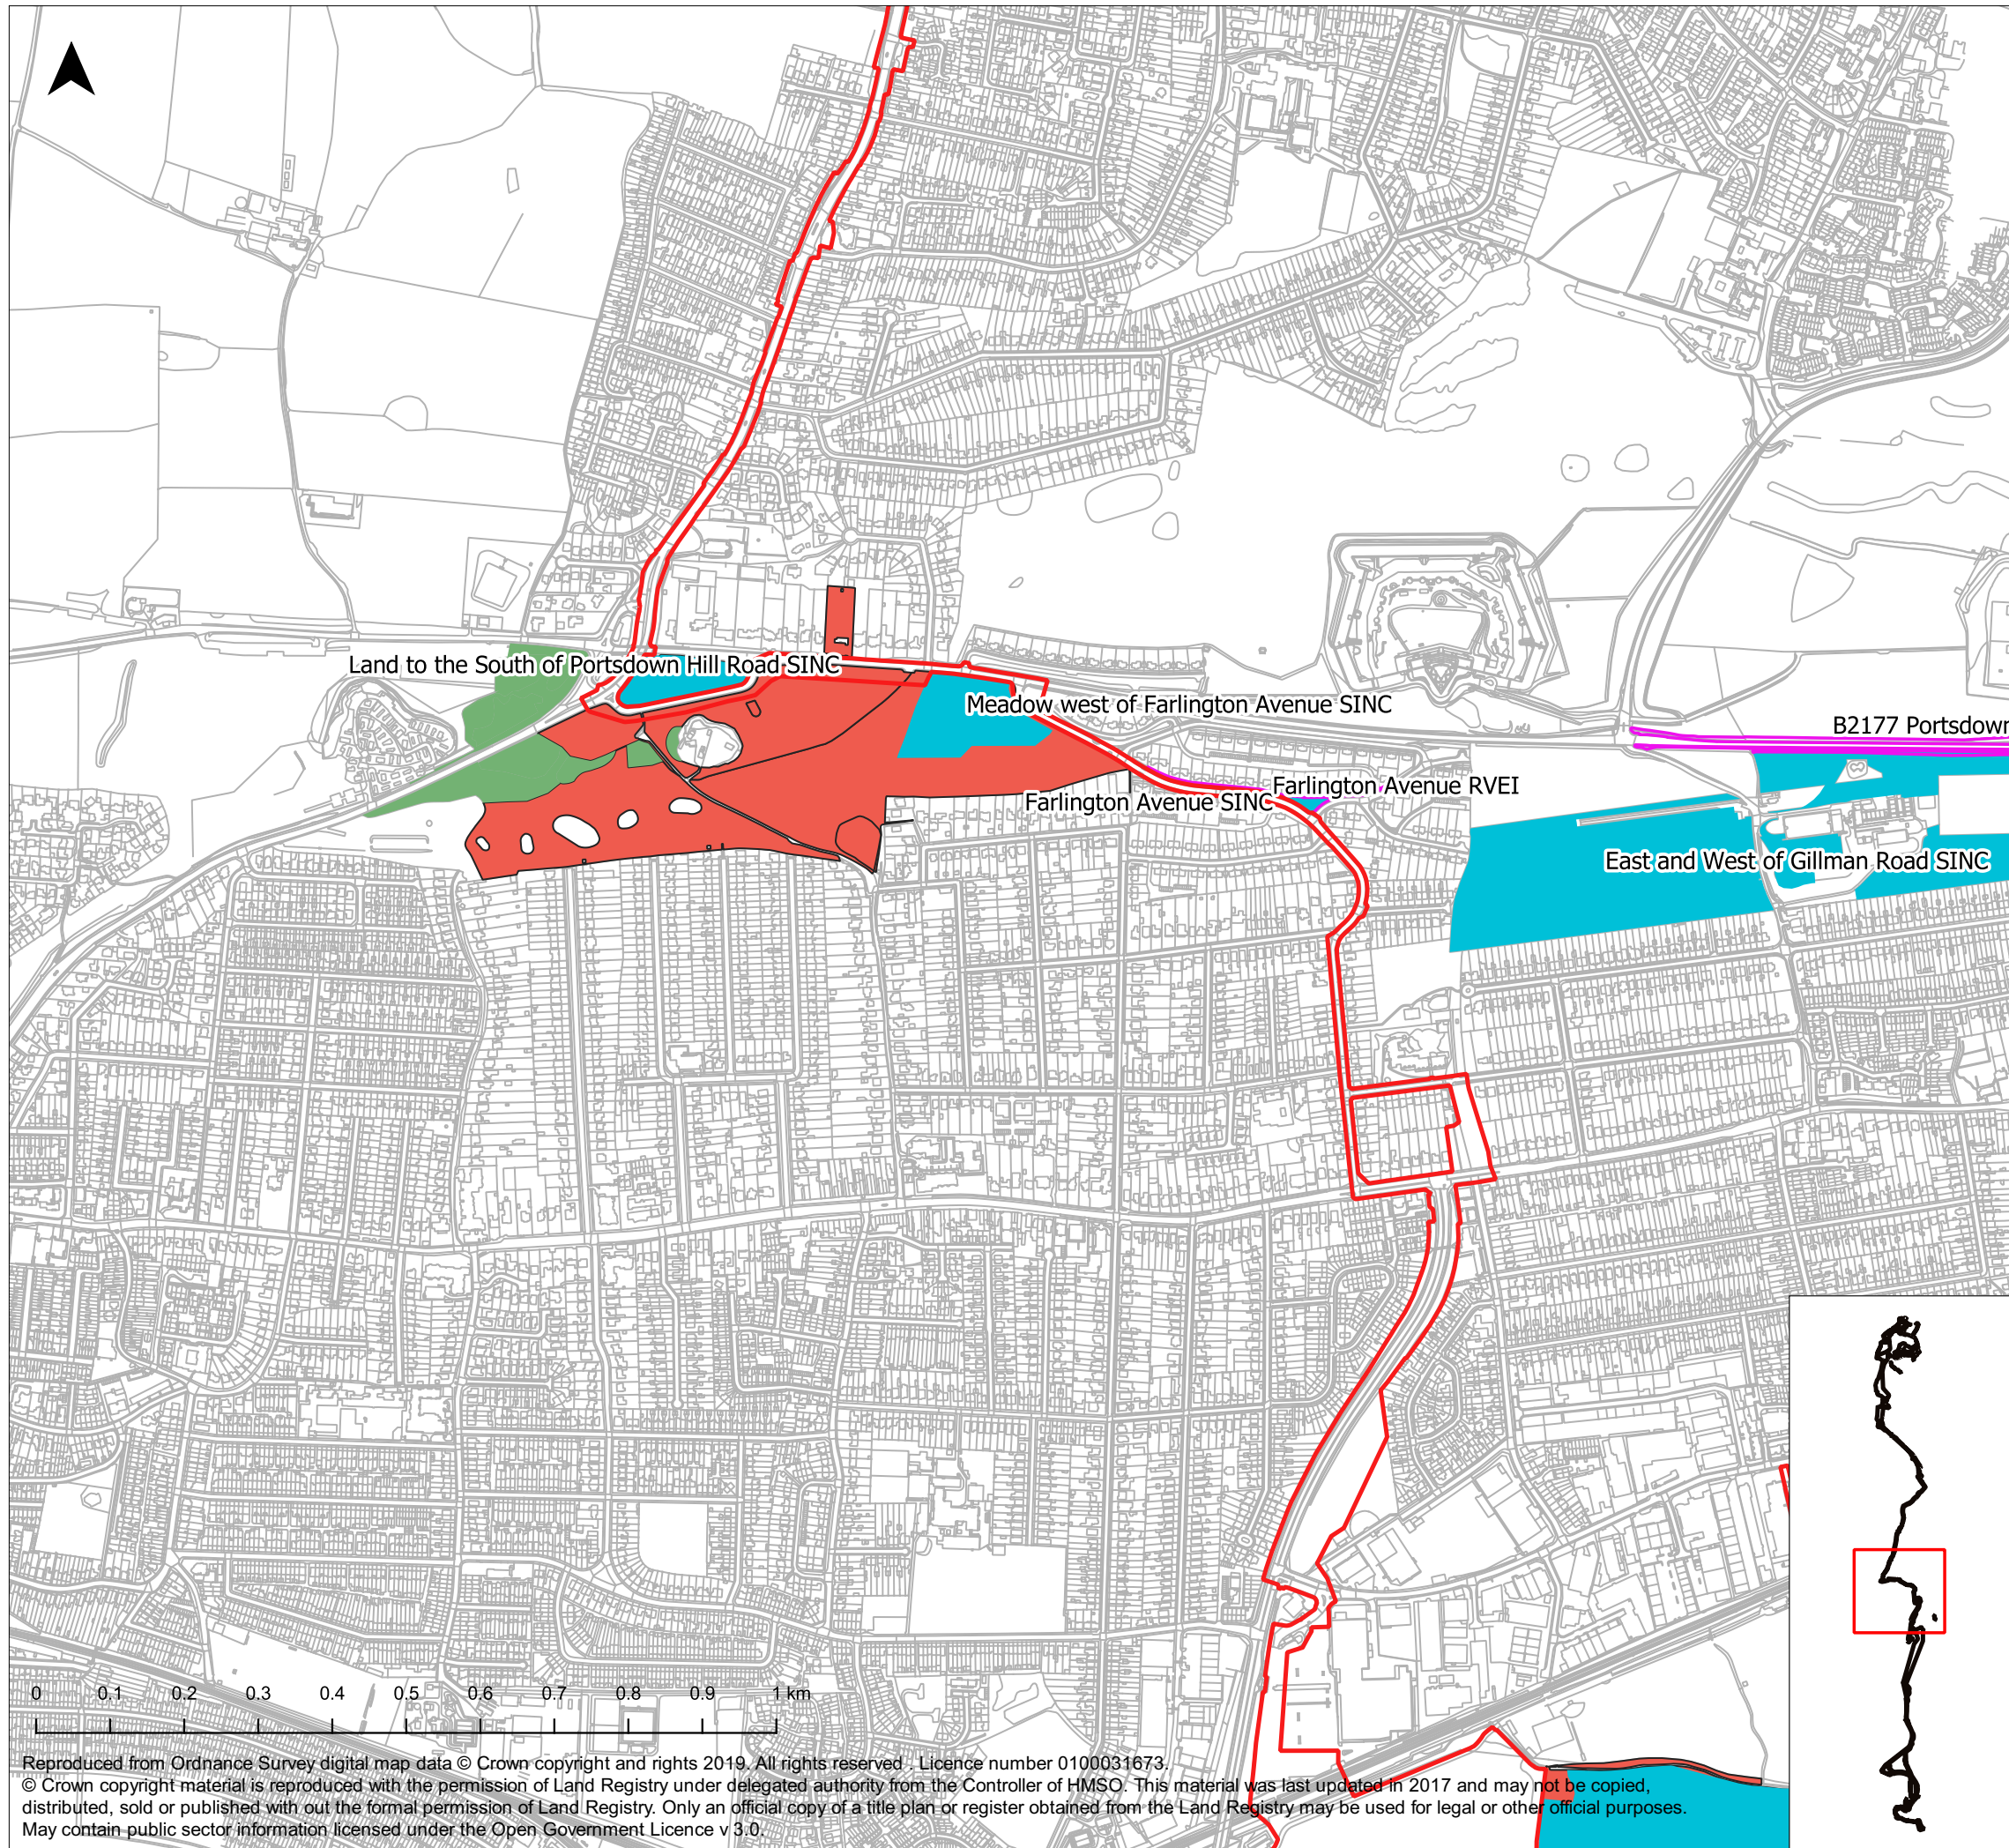 Land to the South of Portsdown Hill Road SINC
Meadow west of Farlington Avenue SINC
B2177 Portsdown
Farlington Avenue RVEI
Farlington Avenue SINC
East and West of Gillman Road SINC
0 0.1 0.2 0.3 0.4 0.5 0.6 0.7 0.8 0.9 1 km
Reproduced from Ordnance Survey digital map data © Crown copyright and rights 2019. All rights reserved . Licence number 0100031673.
© Crown copyright material is reproduced with the permission of Land Registry under delegated authority from the Controller of HMSO. This material was last updated in 2017 and may not be copied,
distributed, sold or published with out the formal permission of Land Registry. Only an official copy of a title plan or register obtained from the Land Registry may be used for legal or other official purposes.
May contain public sector information licensed under the Open Government Licence v 3.0.